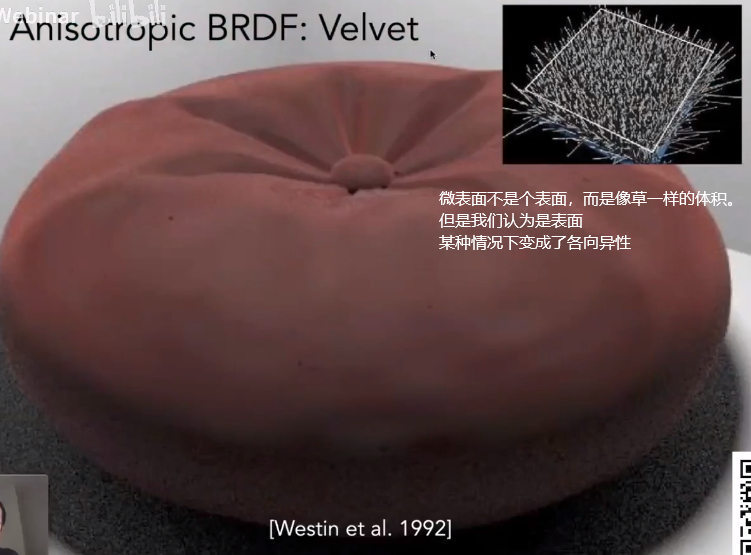 Webinar bilibili
Anisotropic BRDF: Velvet
微表面不是个表面，而是像草一样的体积。
但是我们认为是表面
某种情况下变成了各向异性
[Westin et al. 1992]